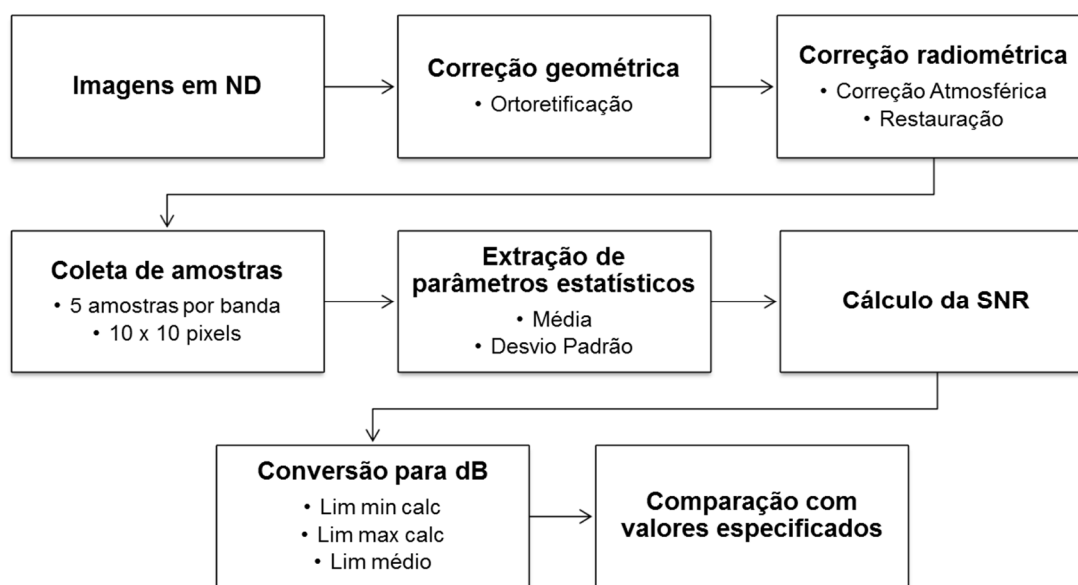 Imagens em ND
Correção geométrica
• Ortoretificação
Correção radiométrica
• Correção Atmosférica
• Restauração
Coleta de amostras
• 5 amostras por banda
• 10 x 10 pixels
Extração de
parâmetros estatísticos
• Média
• Desvio Padrão
Cálculo da SNR
Conversão para dB
• Lim min calc
• Lim max calc
• Lim médio
Comparação com
valores especificados